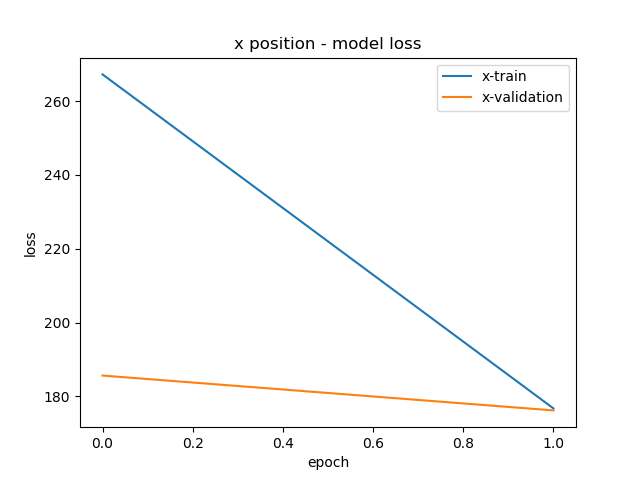 x position - model loss
x-train
x-validation
260
240
220
200
180
loss
0.0 0.2 0.4 0.6 0.8 1.0
epoch